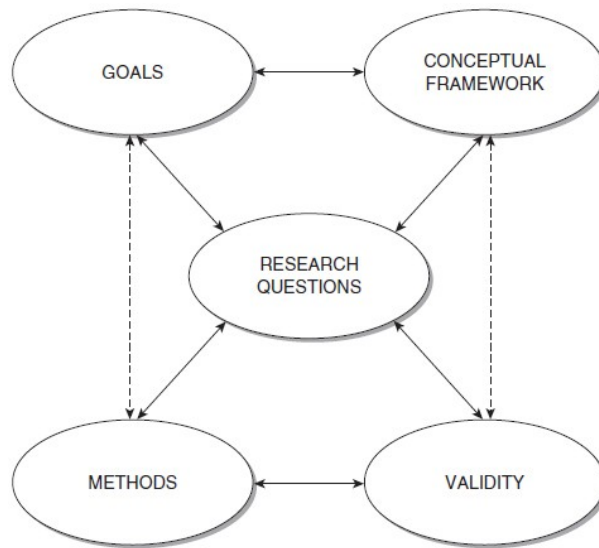 GOALS
CONCEPTUAL
FRAMEWORK
RESEARCH
QUESTIONS
METHODS
VALIDITY